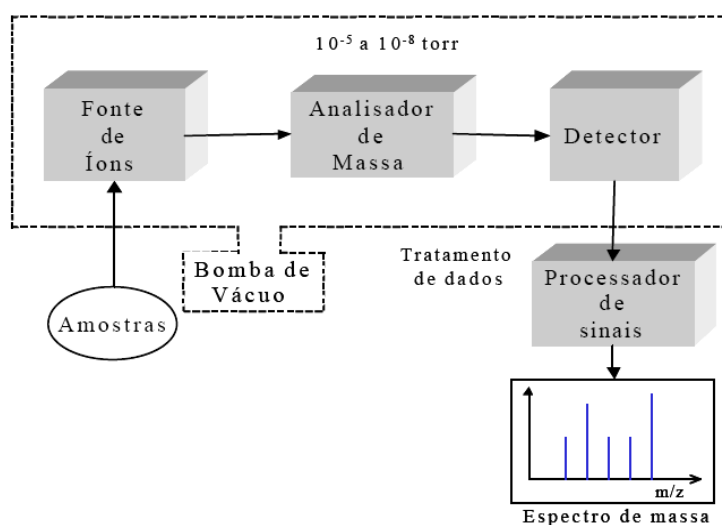 10⁻⁵ a 10⁻⁸ torr
Fonte
de
Íons
Analisador
de
Massa
Detector
Bomba de
Vácuo
Amostras
Tratamento
de dados
Processador
de
sinais
m/z
Espectro de massa